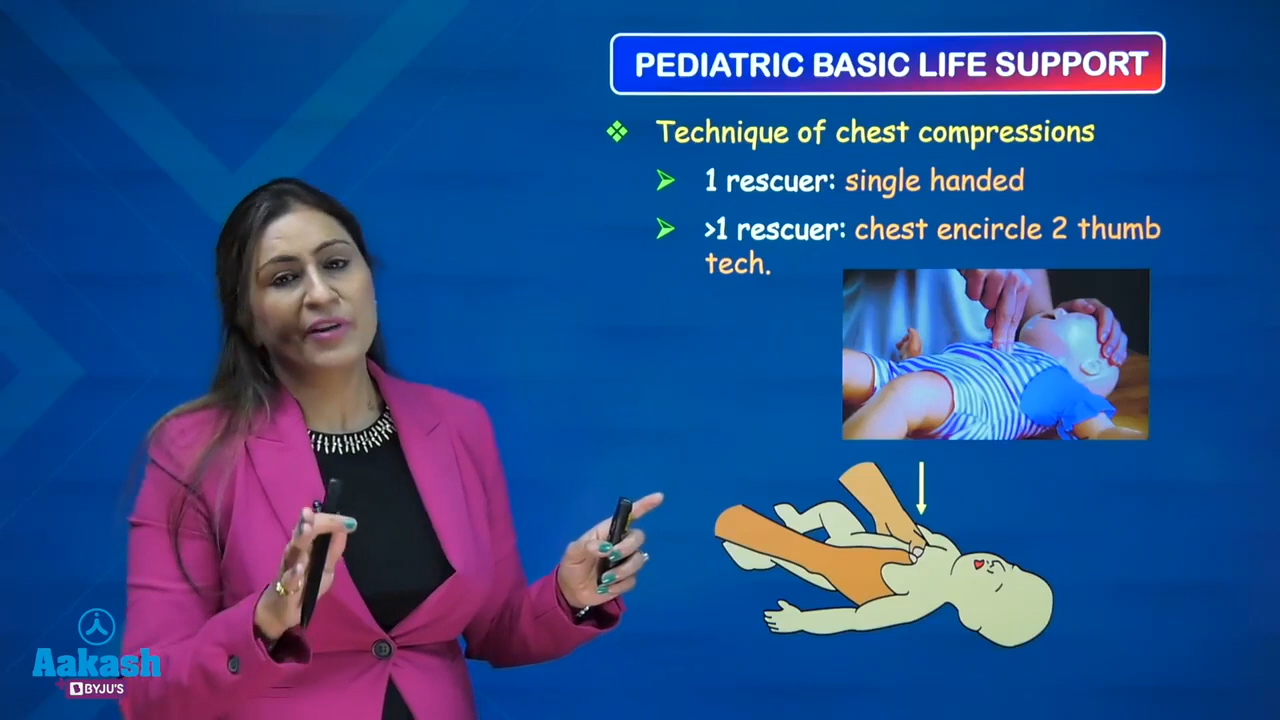 PEDIATRIC BASIC LIFE SUPPORT
Technique of chest compressions
1 rescuer: single handed
>1 rescuer: chest encircle 2 thumb
tech.
Aakash
BYJU'S